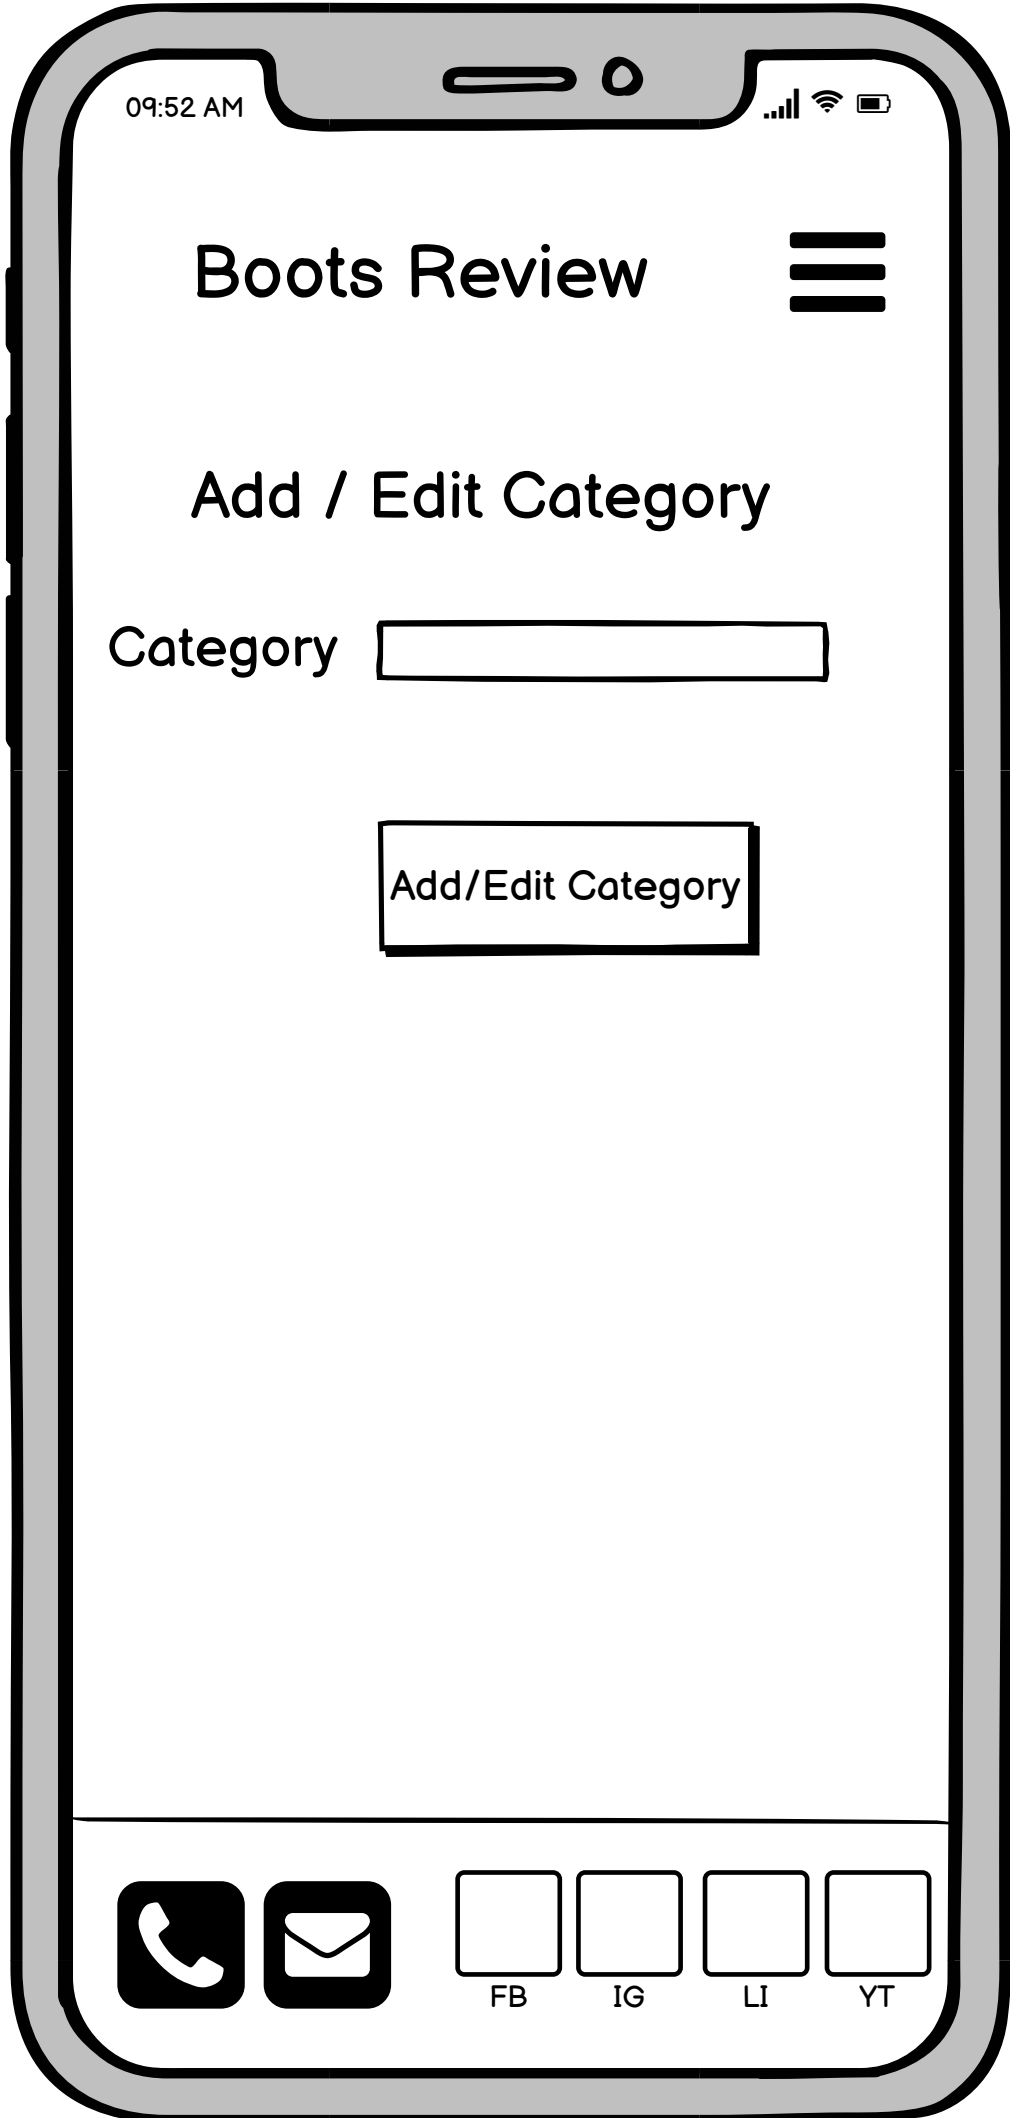 09:52 AM
Boots Review
Add / Edit Category
Category
Add/Edit Category
FB IG LI YT